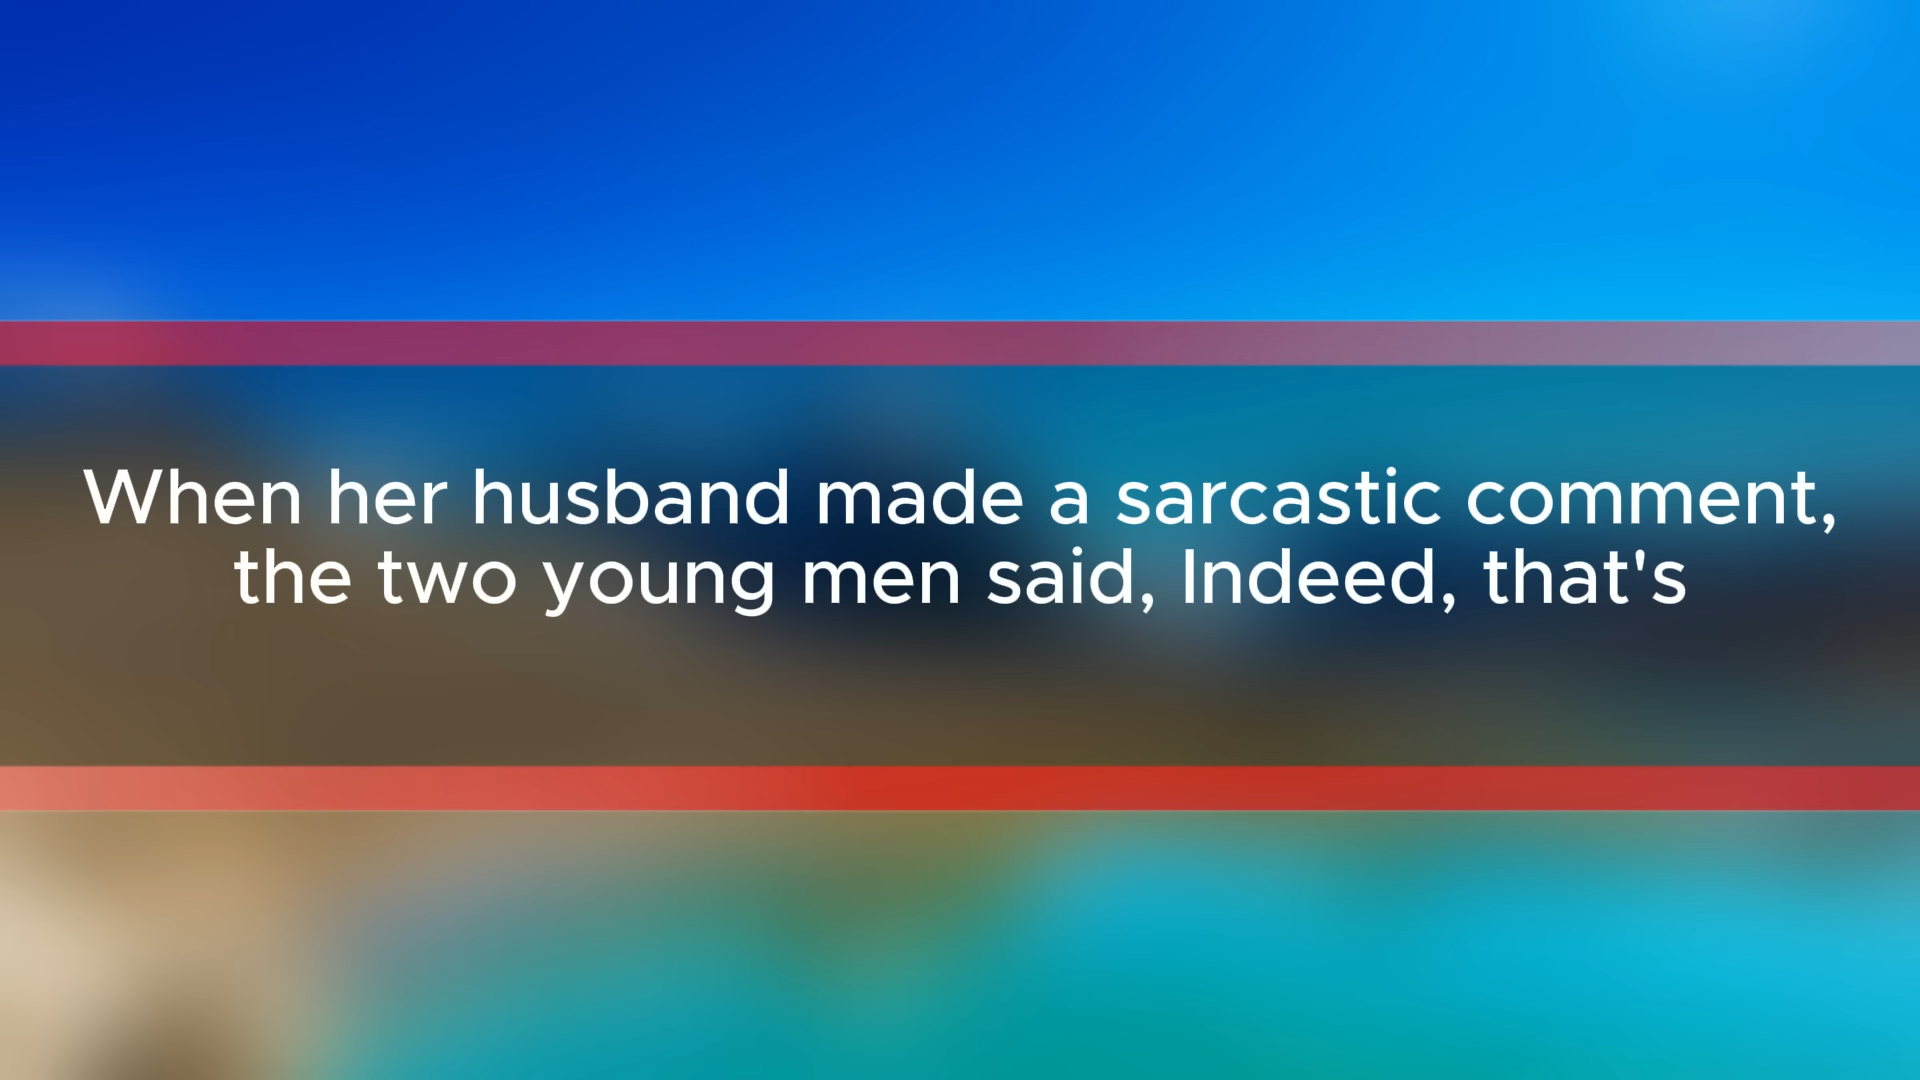 When her husband made a sarcastic comment,
the two young men said, Indeed, that's